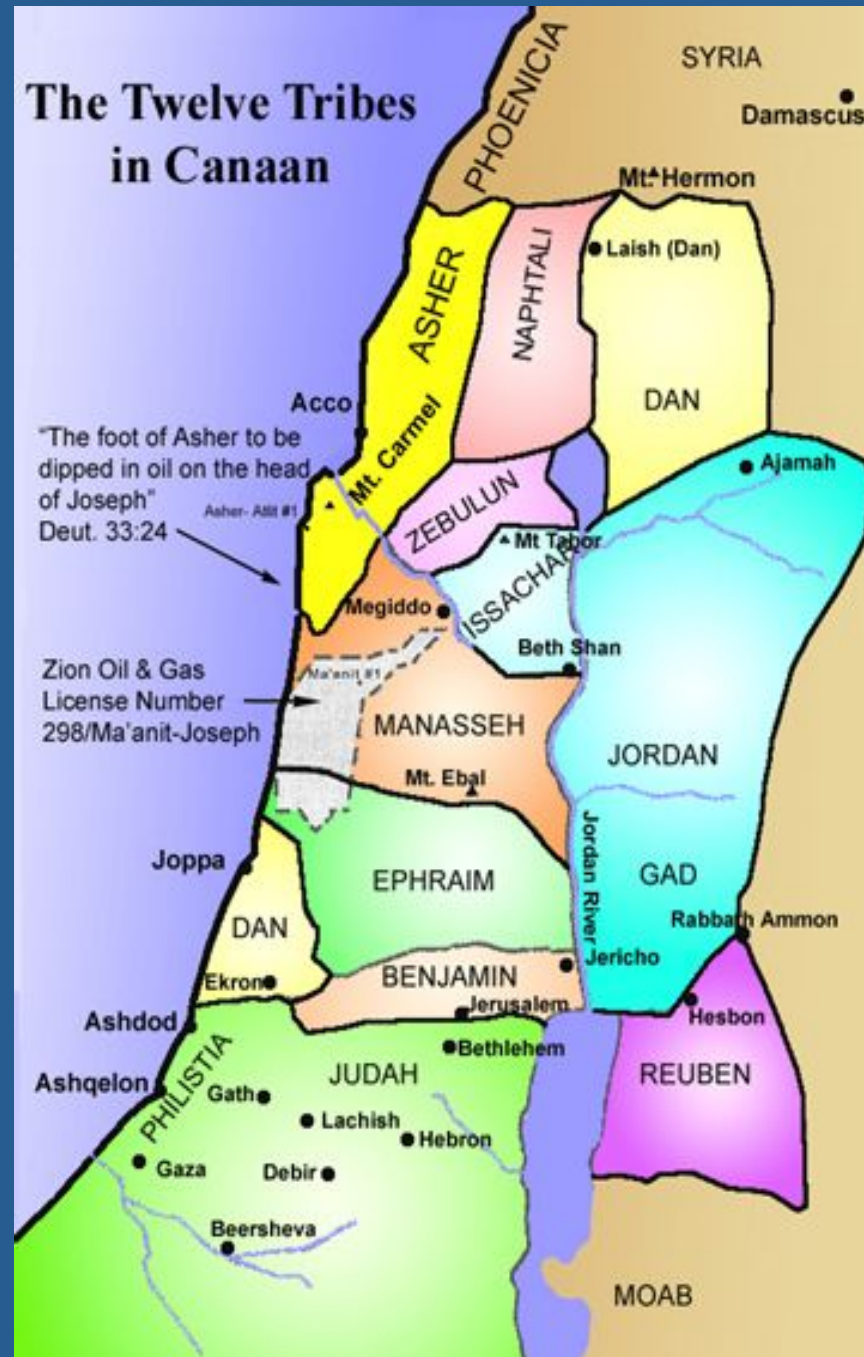 The Twelve Tribes
in Canaan
PHOENICIA
SYRIA
Damascus
Mt. Hermon
ASHER
NAPHTALI
Laish (Dan)
DAN
Acco
Mt. Carmel
"The foot of Asher to be
dipped in oil on the head
of Joseph"
Deut. 33:24
Asher- Atlit #1
Ajamah
ZEBULUN
Mt Tabor
ISSACHAR
Megiddo
Beth Shan
Zion Oil & Gas
License Number
298/Ma'anit-Joseph
Ma'anit #1
MANASSEH
JORDAN
Mt. Ebal
Jordan River
Joppa
EPHRAIM
GAD
DAN
Rabbath Ammon
Ekron
BENJAMIN
Jericho
Jerusalem
Hesbon
Ashdod
Bethlehem
PHILISTIA
JUDAH
REUBEN
Ashqelon
Gath
Lachish
Hebron
Gaza
Debir
Beersheva
MOAB